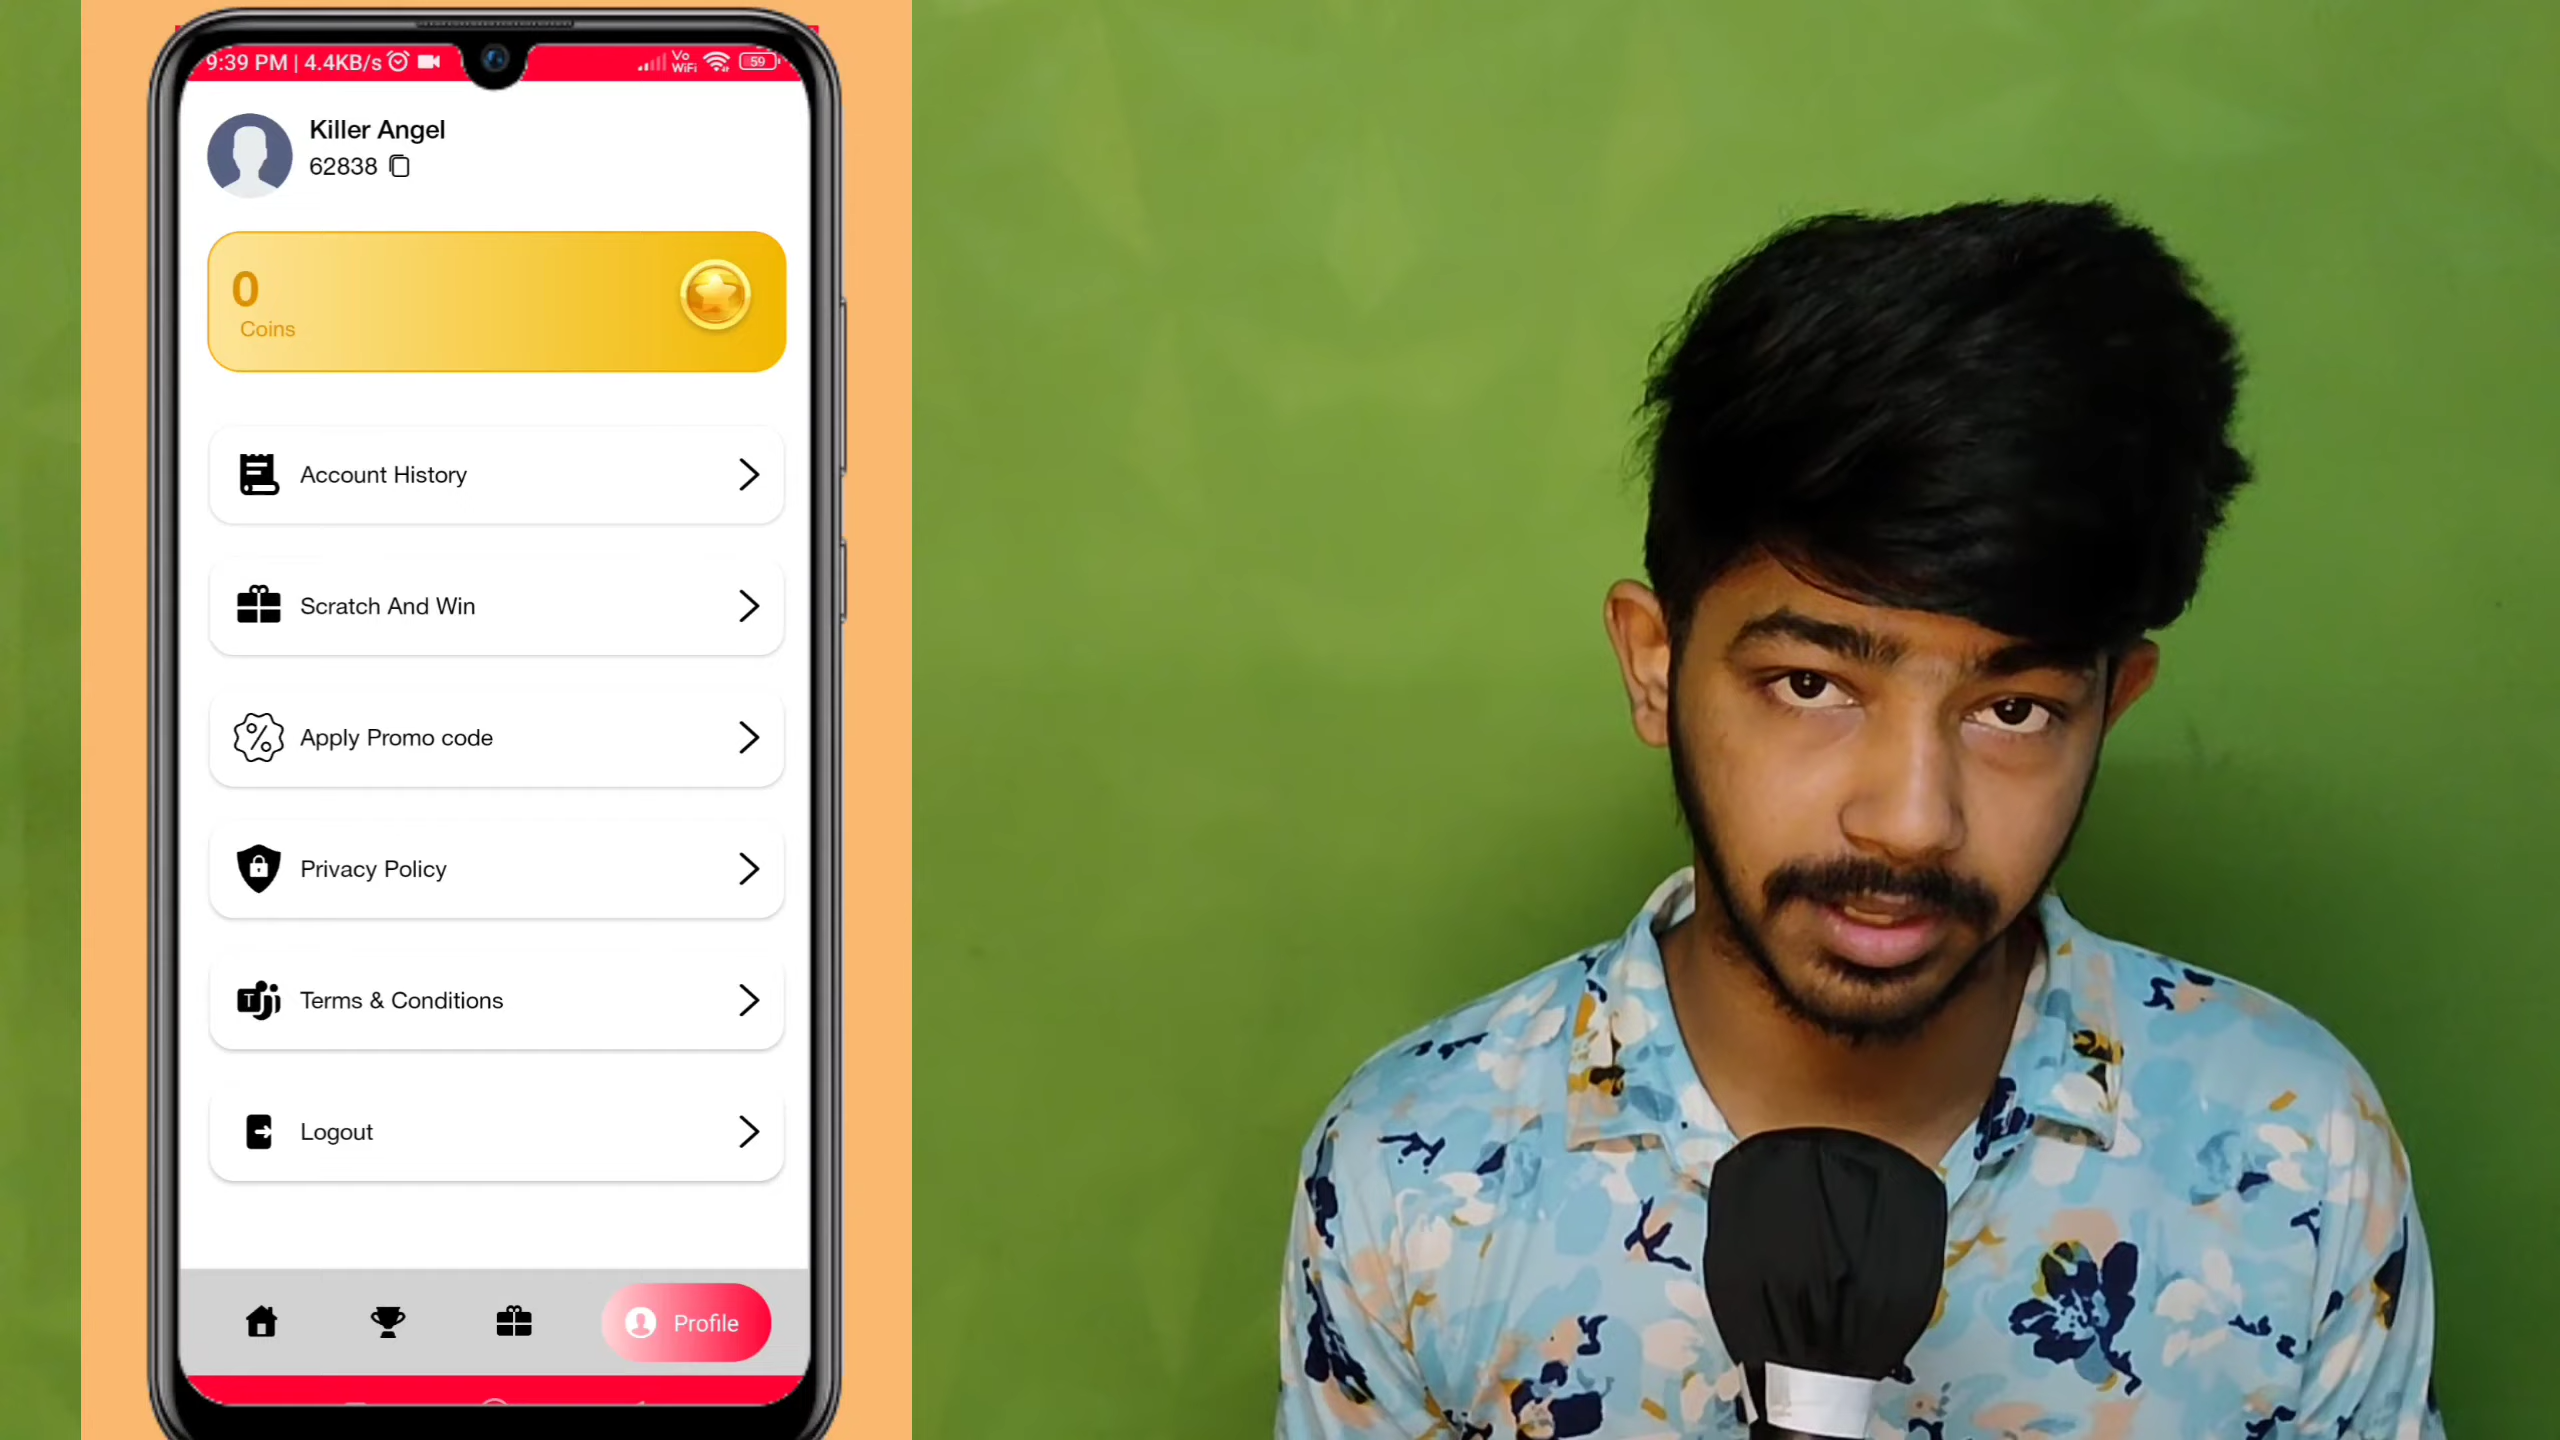 9:39 PM | 4.4KB/s
Vo
WiFi
59
Killer Angel
62838
0
Coins
Account History
Scratch And Win
Apply Promo code
Privacy Policy
T
Terms & Conditions
Logout
Profile